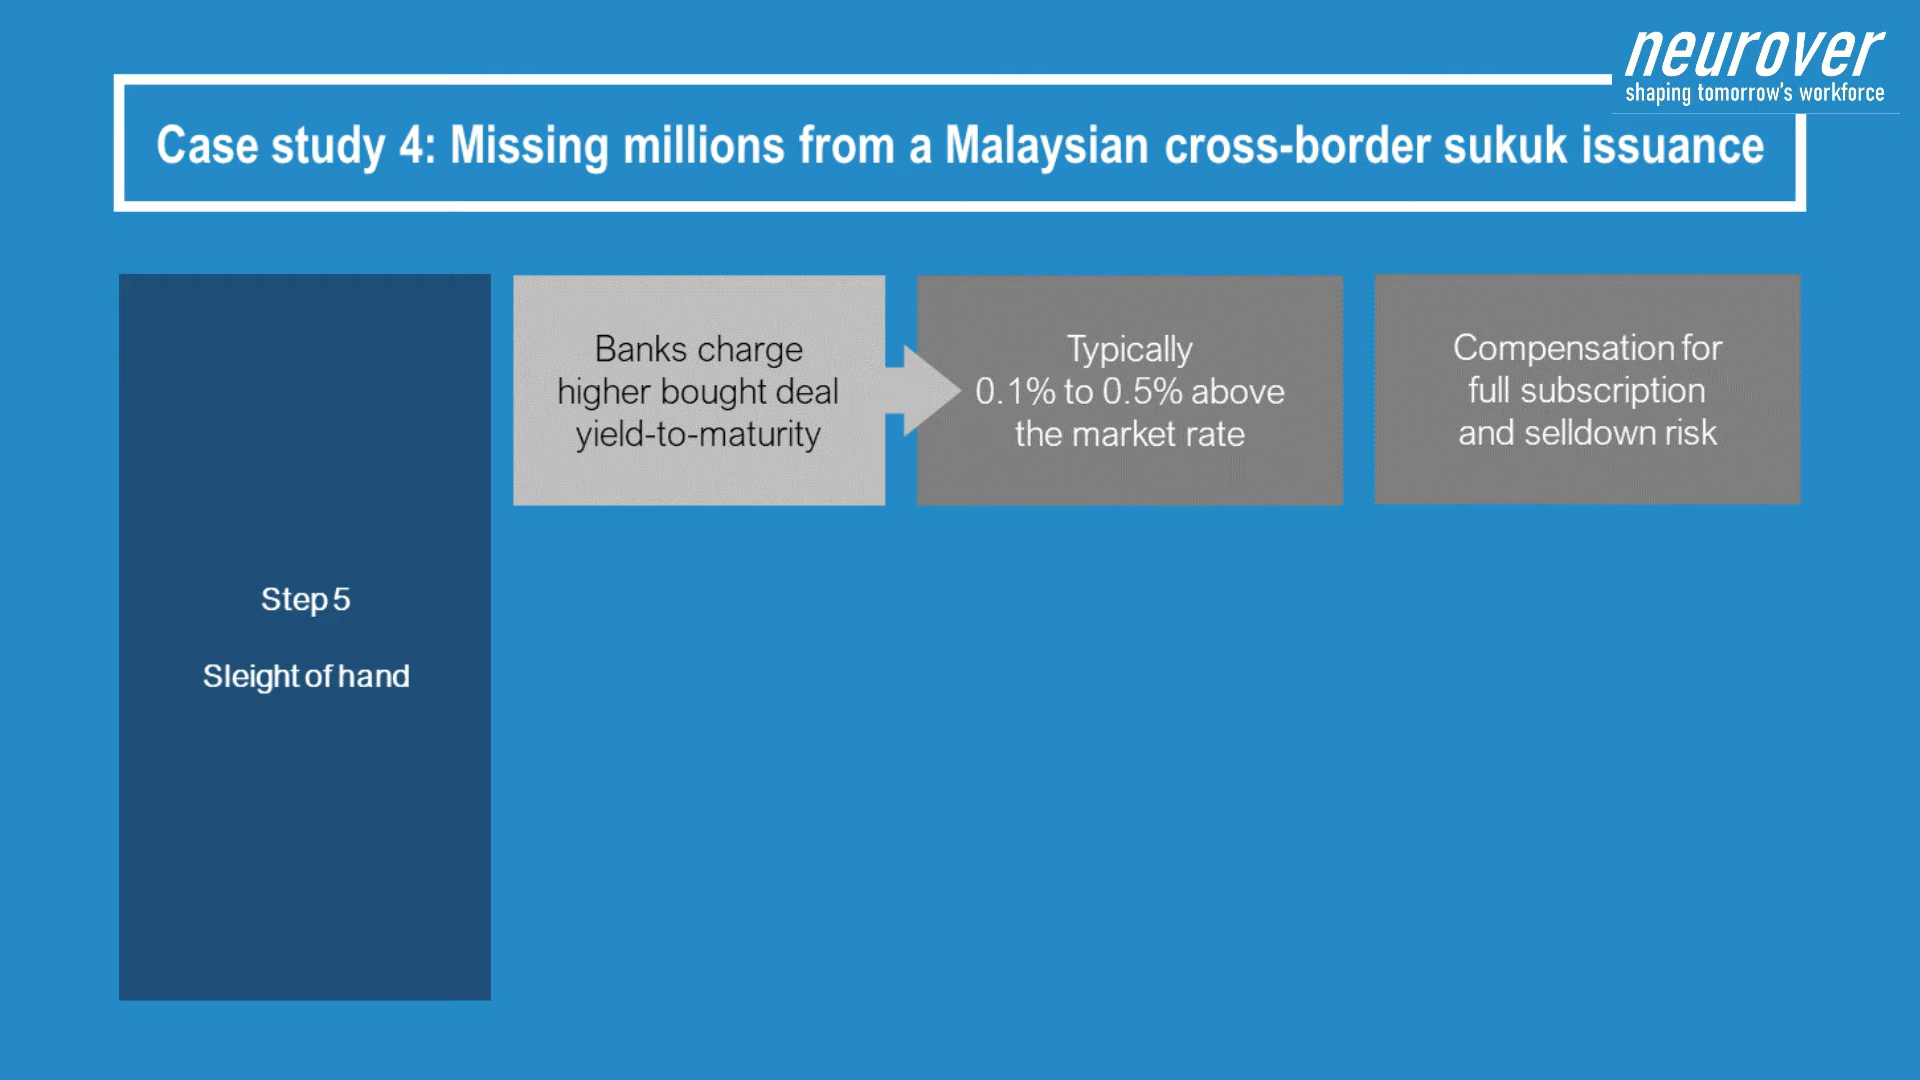 neurover
shaping tomorrow's workforce
Case study 4: Missing millions from a Malaysian cross-border sukuk issuance
Step 5
Sleight of hand
Banks charge
higher bought deal
yield-to-maturity
Typically
0.1% to 0.5% above
the market rate
Compensation for
full subscription
and selldown risk